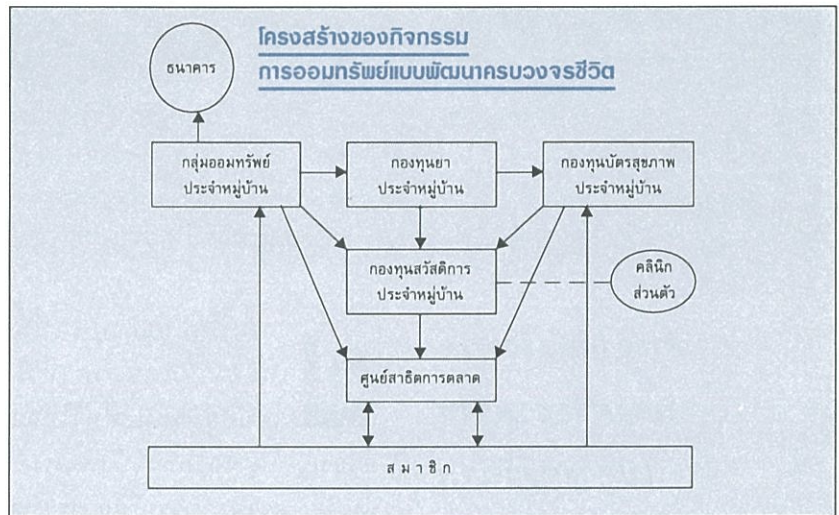 โครงสร้างของกิจกรรม
การออมทรัพย์แบบพัฒนาครบวงจรชีวิต
ธนาคาร
กลุ่มออมทรัพย์
ประจำหมู่บ้าน
กองทุนยา
ประจำหมู่บ้าน
กองทุนบัตรสุขภาพ
ประจำหมู่บ้าน
กองทุนสวัสดิการ
ประจำหมู่บ้าน
คลินิก
ส่วนตัว
ศูนย์สาธิตการตลาด
สมาชิก